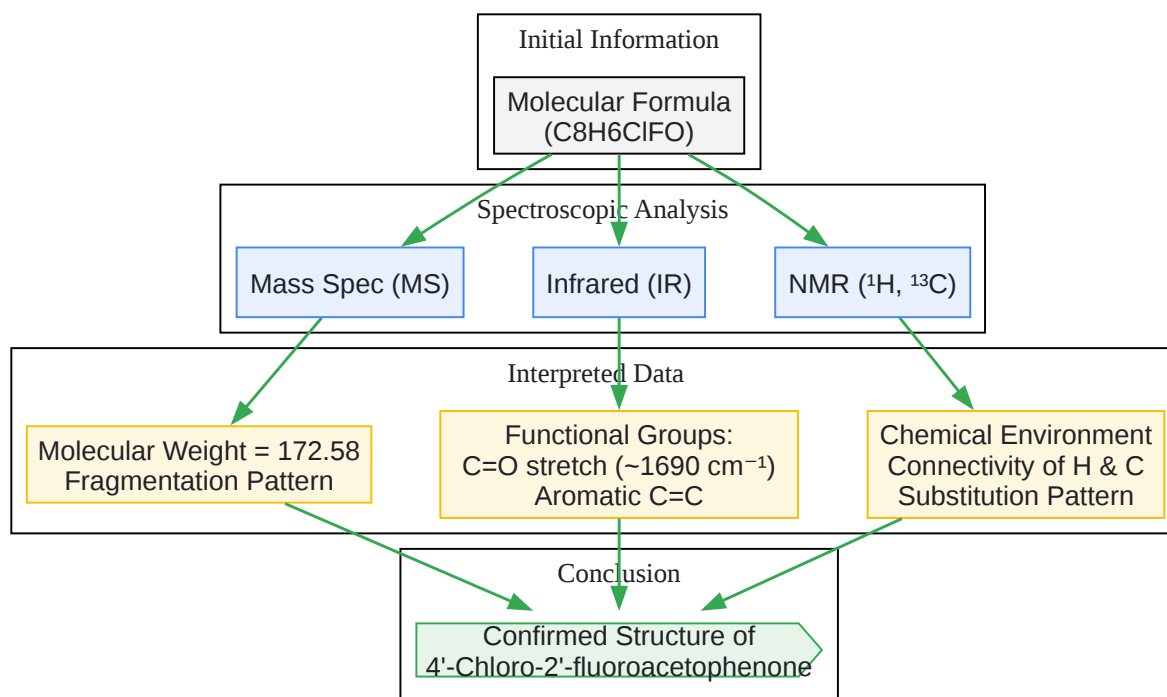 Initial Information
Molecular Formula
(C8H6ClFO)
Spectroscopic Analysis
Mass Spec (MS)
Infrared (IR)
NMR (¹H, ¹³C)
Interpreted Data
Molecular Weight = 172.58
Fragmentation Pattern
Functional Groups:
C=O stretch (~1690 cm⁻¹)
Aromatic C=C
Chemical Environment
Connectivity of H & C
Substitution Pattern
Conclusion
Confirmed Structure of
4'-Chloro-2'-fluoroacetophenone